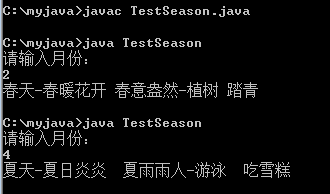 C:\myjava>javac TestSeason.java
C:\myjava>java TestSeason
请输入月份：
2
春天-春暖花开 春意盎然-植树 踏青
C:\myjava>java TestSeason
请输入月份：
4
夏天-夏日炎炎  夏雨雨人-游泳  吃雪糕